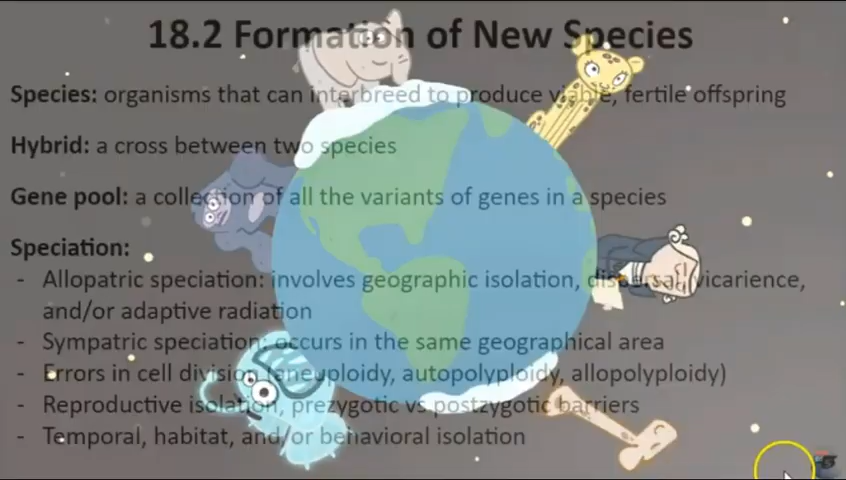 18.2 Formation of New Species
Species: organisms that can interbreed to produce viable, fertile offspring
Hybrid: a cross between two species
Gene pool: a collection of all the variants of genes in a species
Speciation:
- Allopatric speciation: involves geographic isolation, dispersal, vicarience,
and/or adaptive radiation
- Sympatric speciation: occurs in the same geographical area
- Errors in cell division (aneuploidy, autopolyploidy, allopolyploidy)
- Reproductive isolation, prezygotic vs postzygotic barriers
- Temporal, habitat, and/or behavioral isolation